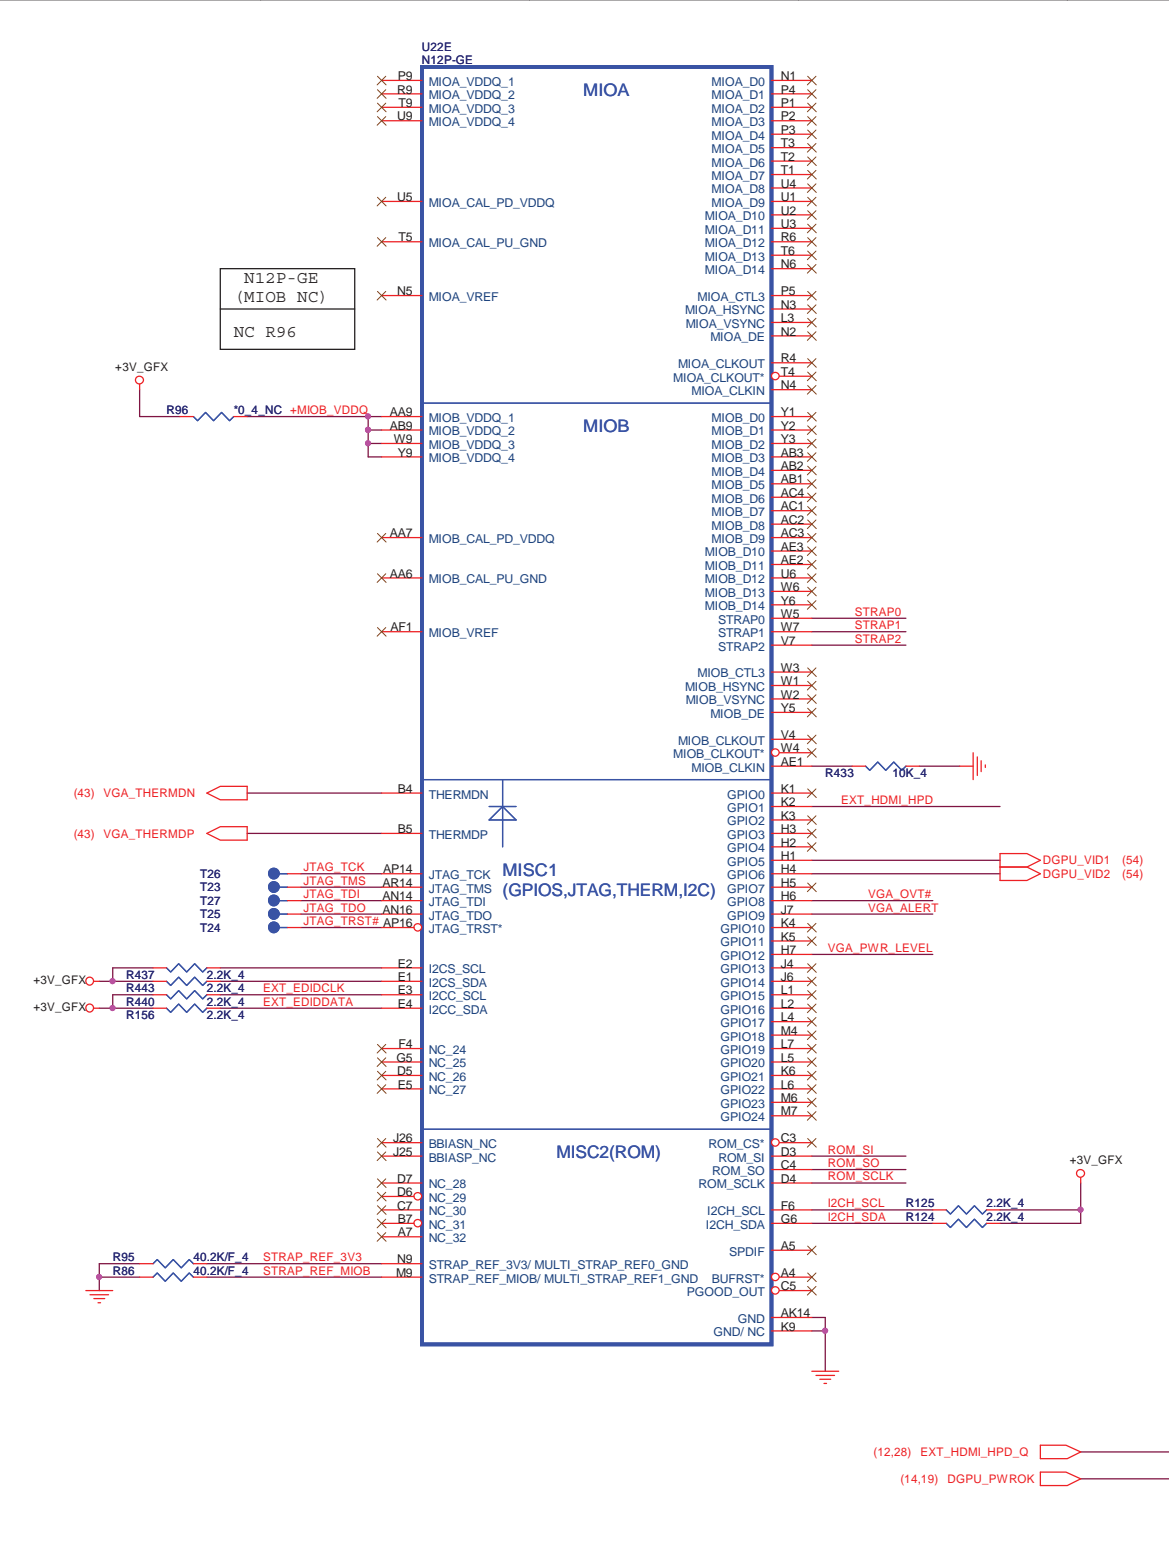 U22E
N12P-GE
P9 MIOA_VDDQ_1 MIOA MIOA_D0 N1
R9 MIOA_VDDQ_2 MIOA_D1 P4
T9 MIOA_VDDQ_3 MIOA_D2 P1
U9 MIOA_VDDQ_4 MIOA_D3 P2
MIOA_D4 P3
MIOA_D5 T3
MIOA_D6 T2
MIOA_D7 T1
MIOA_D8 U4
U5 MIOA_CAL_PD_VDDQ MIOA_D9 U1
MIOA_D10 U2
MIOA_D11 U3
T5 MIOA_CAL_PU_GND MIOA_D12 R6
MIOA_D13 T6
MIOA_D14 N6
N12P-GE
(MIOB NC)
NC R96
N5 MIOA_VREF MIOA_CTL3 P5
MIOA_HSYNC N3
MIOA_VSYNC L3
MIOA_DE N2
MIOA_CLKOUT R4
MIOA_CLKOUT* T4
MIOA_CLKIN N4
+3V_GFX
R96 *0_4_NC +MIOB_VDDQ AA9 MIOB_VDDQ_1 MIOB MIOB_D0 Y1
AB9 MIOB_VDDQ_2 MIOB_D1 Y2
W9 MIOB_VDDQ_3 MIOB_D2 Y3
Y9 MIOB_VDDQ_4 MIOB_D3 AB3
MIOB_D4 AB2
MIOB_D5 AB1
MIOB_D6 AC4
MIOB_D7 AC1
MIOB_D8 AC2
AA7 MIOB_CAL_PD_VDDQ MIOB_D9 AC3
MIOB_D10 AE3
MIOB_D11 AE2
AA6 MIOB_CAL_PU_GND MIOB_D12 U6
MIOB_D13 W6
MIOB_D14 Y6
STRAP0 W5 STRAP0
AF1 MIOB_VREF STRAP1 W7 STRAP1
STRAP2 V7 STRAP2
MIOB_CTL3 W3
MIOB_HSYNC W1
MIOB_VSYNC W2
MIOB_DE Y5
MIOB_CLKOUT V4
MIOB_CLKOUT* W4
MIOB_CLKIN AE1 R433 10K_4
(43) VGA_THERMDN B4 THERMDN GPIO0 K1
GPIO1 K2 EXT_HDMI_HPD
GPIO2 K3
(43) VGA_THERMDP B5 THERMDP GPIO3 H3
GPIO4 H2
MISC1
(GPIOS,JTAG,THERM,I2C)
GPIO5 H1 DGPU_VID1 (54)
T26 JTAG_TCK AP14 JTAG_TCK GPIO6 H4 DGPU_VID2 (54)
T23 JTAG_TMS AR14 JTAG_TMS GPIO7 H5
T27 JTAG_TDI AN14 JTAG_TDI GPIO8 H6 VGA_OVT#
T25 JTAG_TDO AN16 JTAG_TDO GPIO9 J7 VGA_ALERT
T24 JTAG_TRST# AP16 JTAG_TRST* GPIO10 K4
GPIO11 K5
GPIO12 H7 VGA_PWR_LEVEL
E2 I2CS_SCL GPIO13 J4
+3V_GFX R437 2.2K_4 E1 I2CS_SDA GPIO14 J6
R443 2.2K_4 EXT_EDIDCLK E3 I2CC_SCL GPIO15 L1
+3V_GFX R440 2.2K_4 EXT_EDIDDATA E4 I2CC_SDA GPIO16 L2
R156 2.2K_4 GPIO17 L4
GPIO18 M4
F4 NC_24 GPIO19 L7
G5 NC_25 GPIO20 L5
D5 NC_26 GPIO21 K6
E5 NC_27 GPIO22 L6
GPIO23 M6
GPIO24 M7
J26 BBIASN_NC MISC2(ROM) ROM_CS* C3
J25 BBIASP_NC ROM_SI D3 ROM_SI
ROM_SO C4 ROM_SO
D7 NC_28 ROM_SCLK D4 ROM_SCLK
+3V_GFX
D6 NC_29
C7 NC_30 I2CH_SCL F6 I2CH_SCL R125 2.2K_4
B7 NC_31 I2CH_SDA G6 I2CH_SDA R124 2.2K_4
A7 NC_32
SPDIF A5
R95 40.2K/F_4 STRAP_REF_3V3 N9 STRAP_REF_3V3/ MULTI_STRAP_REF0_GND
R86 40.2K/F_4 STRAP_REF_MIOB M9 STRAP_REF_MIOB/ MULTI_STRAP_REF1_GND BUFRST* A4
PGOOD_OUT C5
GND AK14
GND/ NC K9
(12,28) EXT_HDMI_HPD_Q
(14,19) DGPU_PWROK